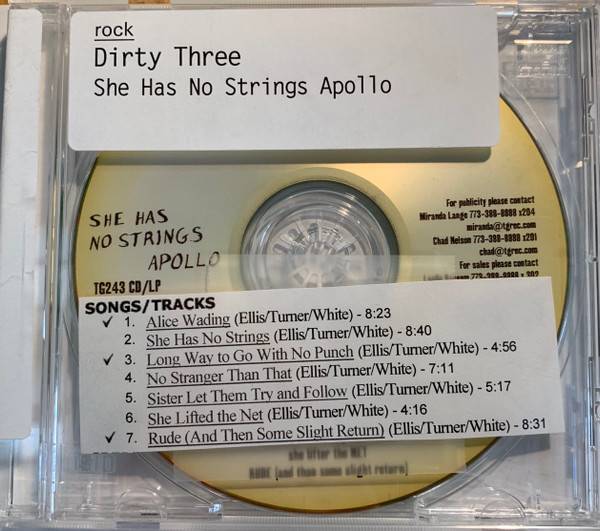 rock
Dirty Three
She Has No Strings Apollo
SHE HAS
NO STRINGS
APOLLO
TG243 CD/LP
For publicity please contact
Miranda Lange 773-388-8888 x204
miranda@tgrec.com
Chad Nelson 773-388-8888 x201
chad@tgrec.com
For sales please contact
773-388-8888 x 302
SONGS/TRACKS
✓ 1. Alice Wading (Ellis/Turner/White) - 8:23
2. She Has No Strings (Ellis/Turner/White) - 8:40
✓ 3. Long Way to Go With No Punch (Ellis/Turner/White) - 4:56
4. No Stranger Than That (Ellis/Turner/White) - 7:11
5. Sister Let Them Try and Follow (Ellis/Turner/White) - 5:17
6. She Lifted the Net (Ellis/Turner/White) - 4:16
✓ 7. Rude (And Then Some Slight Return) (Ellis/Turner/White) - 8:31
she lifter the NET
RUDE (and then some slight return)